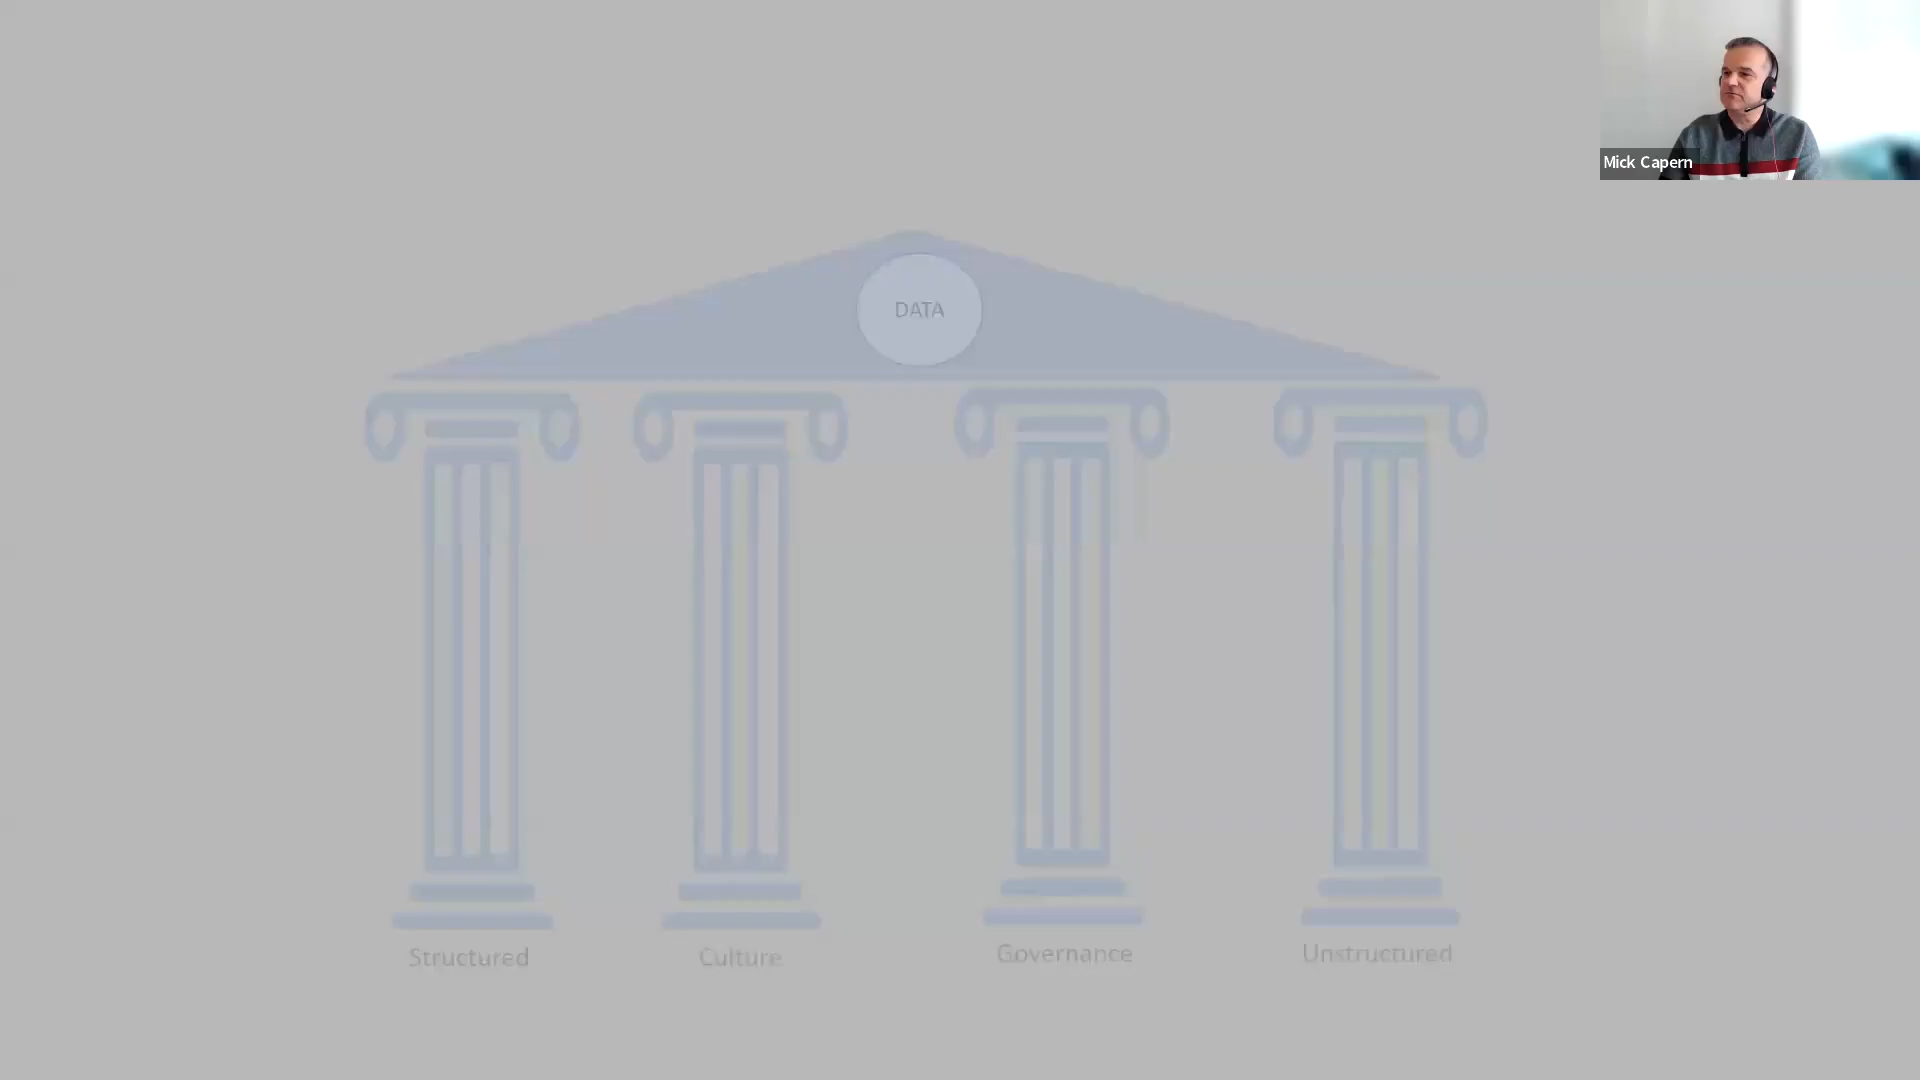 Mick Capern
DATA
Structured
Culture
Governance
Unstructured